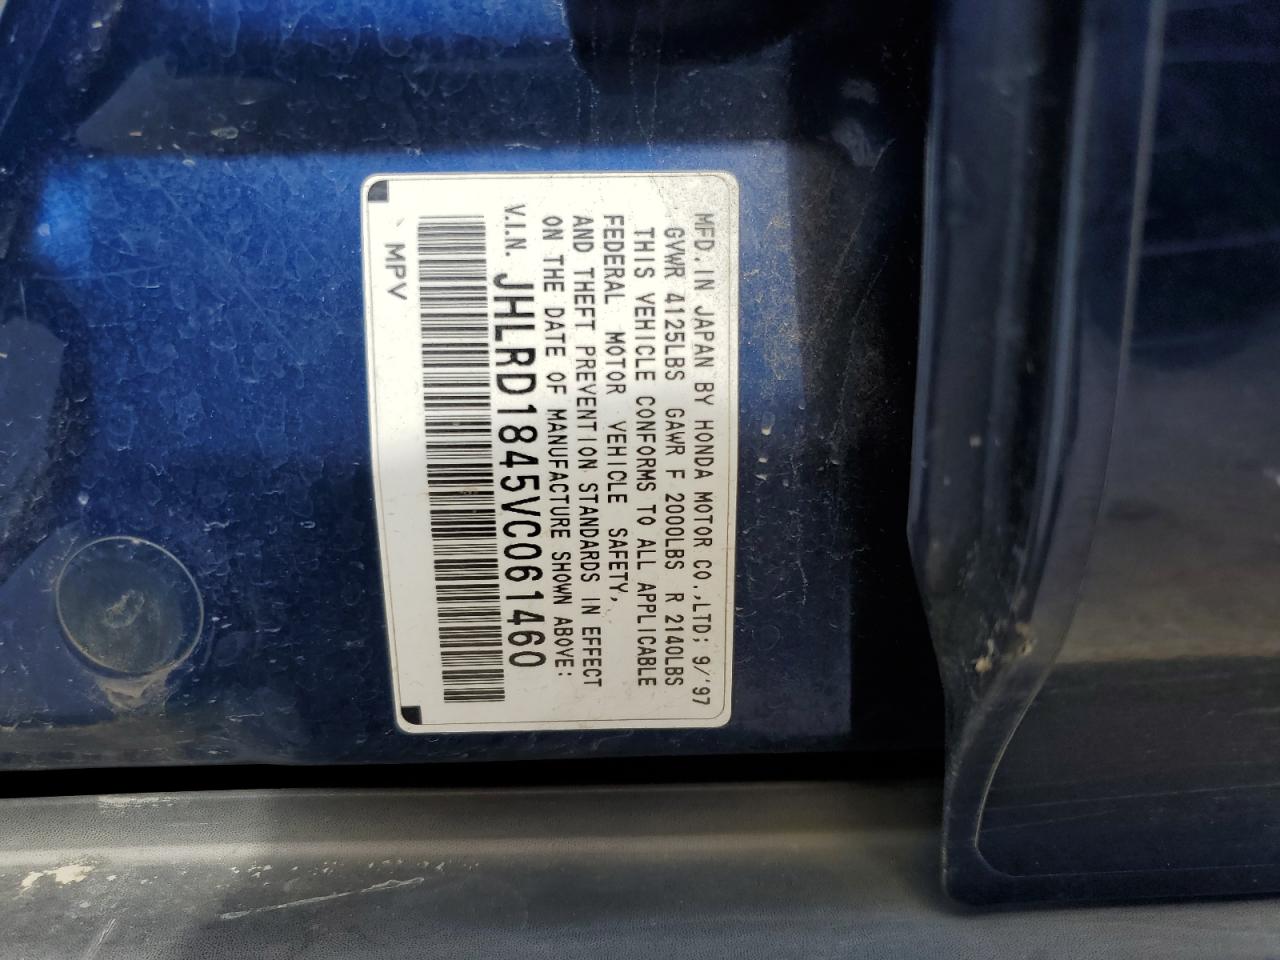 MFD. IN JAPAN BY HONDA MOTOR CO.,LTD; 9/'97
GVWR 4125LBS GAWR F 2000LBS R 2140LBS
THIS VEHICLE CONFORMS TO ALL APPLICABLE
FEDERAL MOTOR VEHICLE SAFETY,
AND THEFT PREVENTION STANDARDS IN EFFECT
ON THE DATE OF MANUFACTURE SHOWN ABOVE:
V.I.N. JHLRD1845VC061460
MPV